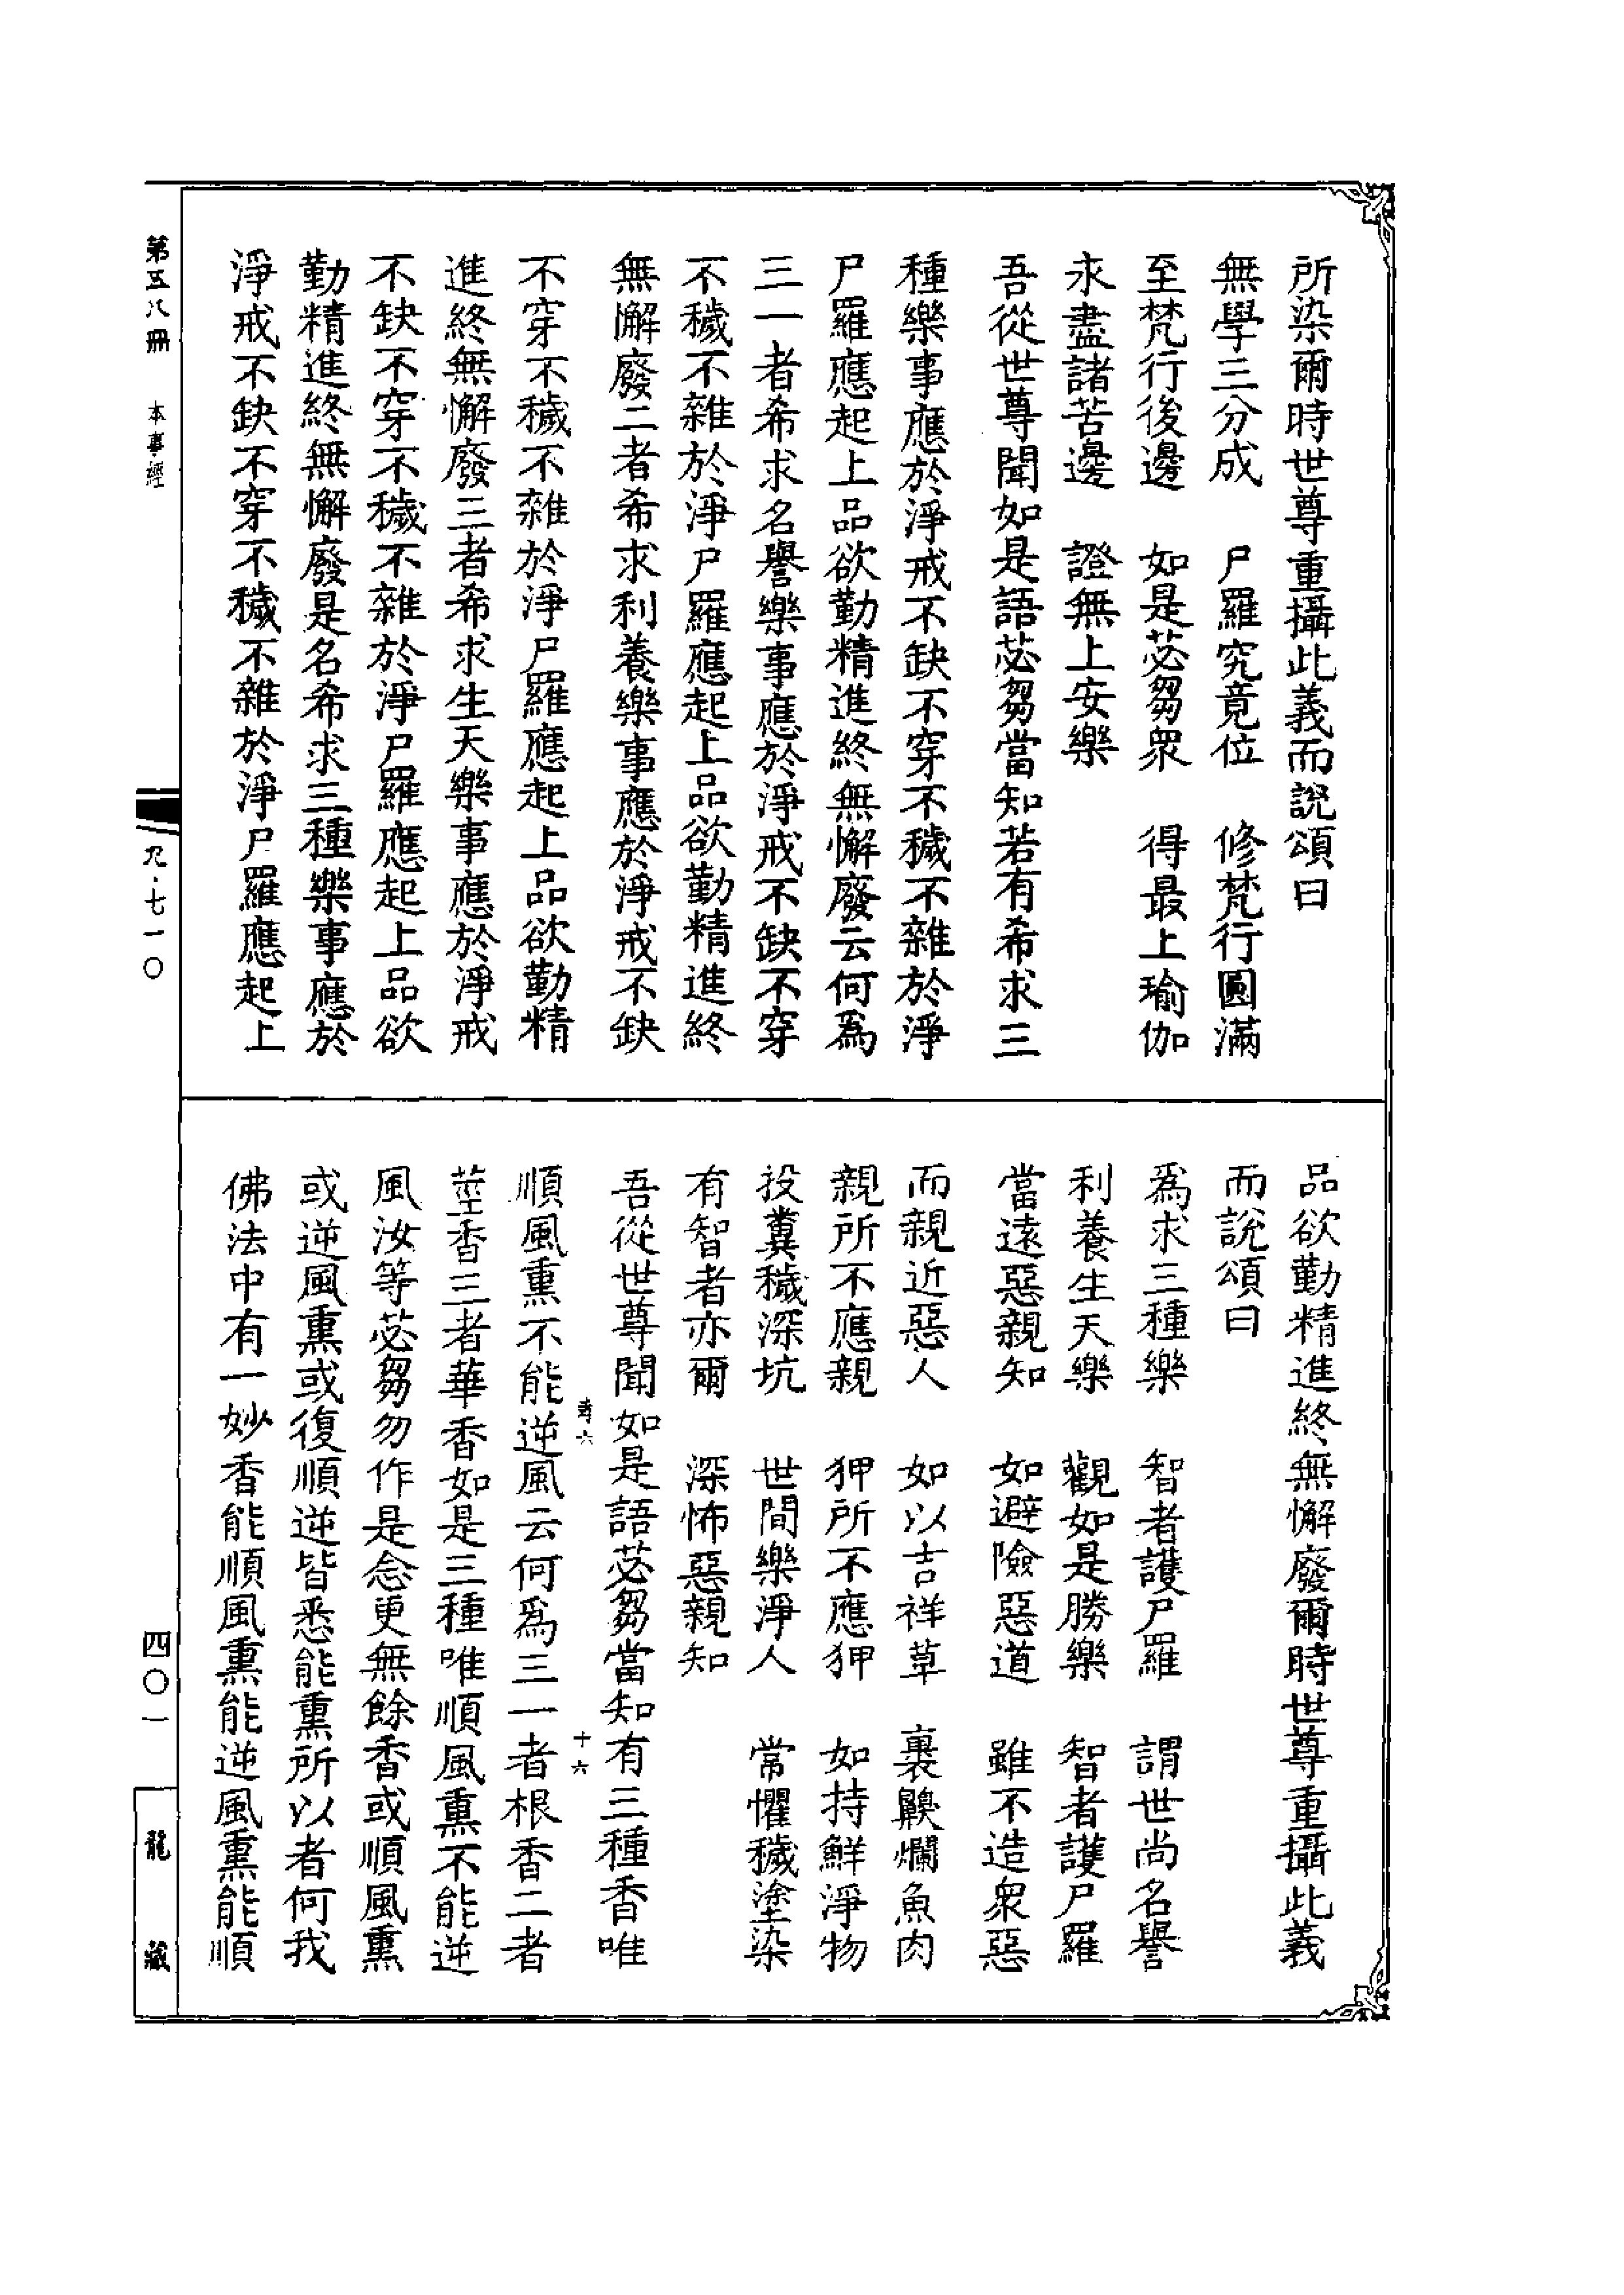 所染爾時世尊重攝此義而說頌曰
無學三分成　尸羅究竟位　修梵行圓滿
至梵行後邊　如是苾芻衆　得最上瑜伽
永盡諸苦邊　證無上安樂
吾從世尊聞如是語苾芻當知若有希求三
種樂事應於淨戒不缺不穿不穢不雜於淨
尸羅應起上品欲勤精進終無懈廢云何爲
三一者希求名譽樂事應於淨戒不缺不穿
不穢不雜於淨尸羅應起上品欲勤精進終
無懈廢二者希求利養樂事應於淨戒不缺
不穿不穢不雜於淨尸羅應起上品欲勤精
進終無懈廢三者希求生天樂事應於淨戒
不缺不穿不穢不雜於淨尸羅應起上品欲
勤精進終無懈廢是名希求三種樂事應於
淨戒不缺不穿不穢不雜於淨尸羅應起上
品欲勤精進終無懈廢爾時世尊重攝此義
而說頌曰
爲求三種樂　智者護尸羅　謂世尚名譽
利養生天樂　觀如是勝樂　智者護尸羅
當遠惡親知　如避險惡道　雖不造衆惡
而親近惡人　如以吉祥草　裹臭爛魚肉
親所不應親　狎所不應狎　如持鮮淨物
投糞穢深坑　世間樂淨人　常懼穢塗染
有智者亦爾　深怖惡親知
吾從世尊聞如是語苾芻當知有三種香唯
孝六　十六
順風熏不能逆風云何爲三一者根香二者
莖香三者華香如是三種唯順風熏不能逆
風汝等苾芻勿作是念更無餘香或順風熏
或逆風熏或復順逆皆悉能熏所以者何我
佛法中有一妙香能順風熏能逆風熏能順
第五八冊　本事經
九·七一〇
四〇一
龍藏